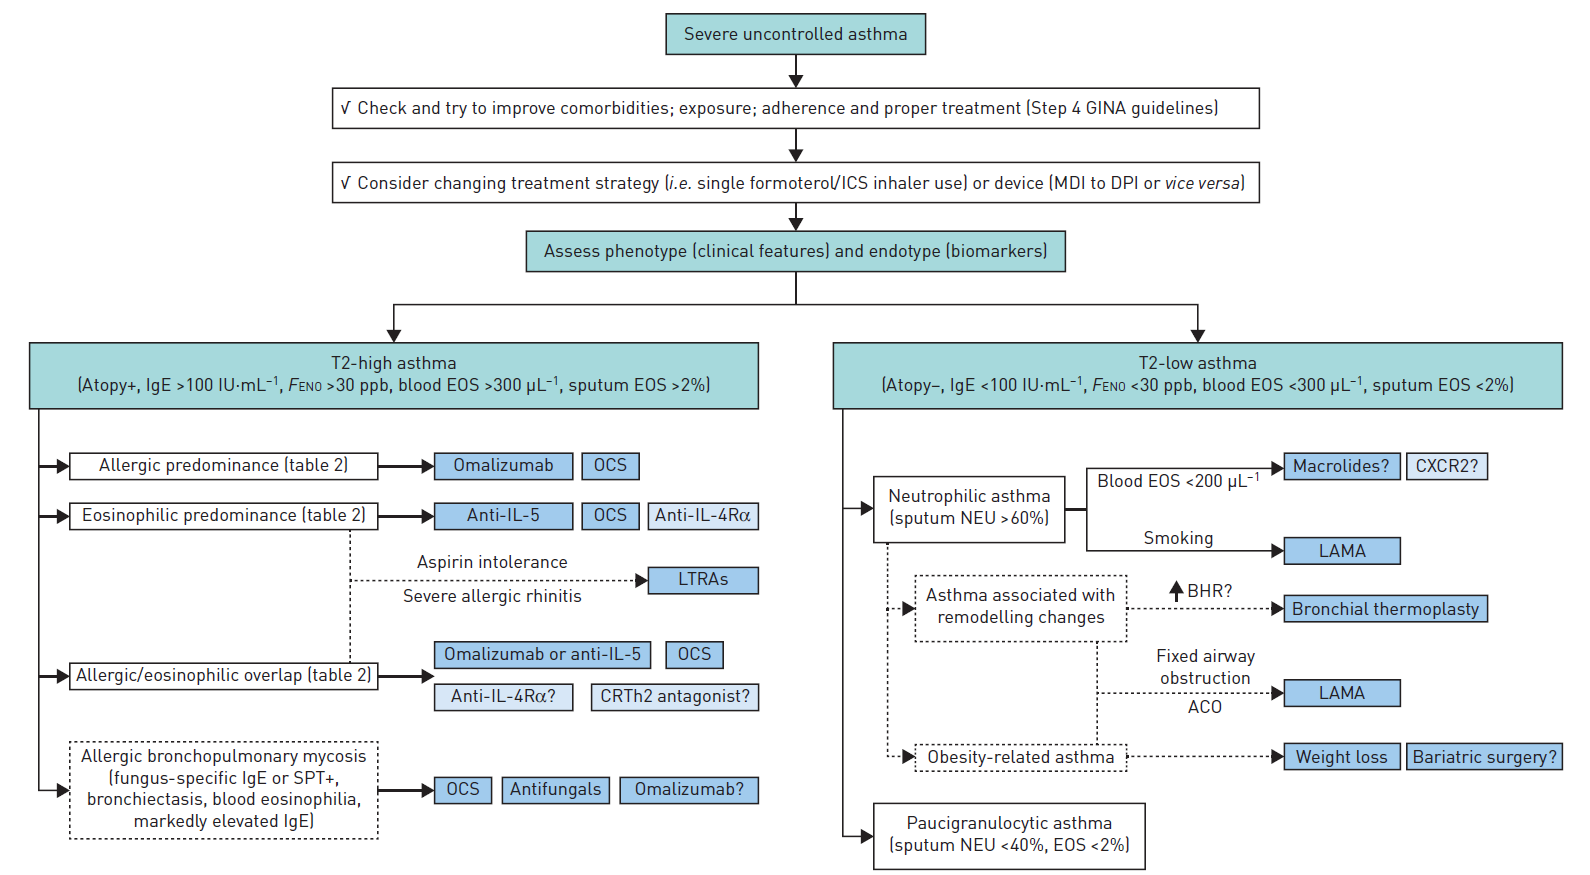 Severe uncontrolled asthma
√ Check and try to improve comorbidities; exposure; adherence and proper treatment (Step 4 GINA guidelines)
√ Consider changing treatment strategy (i.e. single formoterol/ICS inhaler use) or device (MDI to DPI or vice versa)
Assess phenotype (clinical features) and endotype (biomarkers)
T2-high asthma
(Atopy+, IgE >100 IU·mL⁻¹, FENO >30 ppb, blood EOS >300 µL⁻¹, sputum EOS >2%)
Allergic predominance (table 2)
Omalizumab
OCS
Eosinophilic predominance (table 2)
Anti-IL-5
OCS
Anti-IL-4Rα
Aspirin intolerance
Severe allergic rhinitis
LTRAs
Allergic/eosinophilic overlap (table 2)
Omalizumab or anti-IL-5
OCS
Anti-IL-4Rα?
CRTh2 antagonist?
Allergic bronchopulmonary mycosis
(fungus-specific IgE or SPT+,
bronchiectasis, blood eosinophilia,
markedly elevated IgE)
OCS
Antifungals
Omalizumab?
T2-low asthma
(Atopy–, IgE <100 IU·mL⁻¹, FENO <30 ppb, blood EOS <300 µL⁻¹, sputum EOS <2%)
Neutrophilic asthma
(sputum NEU >60%)
Blood EOS <200 µL⁻¹
Macrolides?
CXCR2?
Smoking
LAMA
Asthma associated with
remodelling changes
BHR?
Bronchial thermoplasty
Fixed airway
obstruction
ACO
LAMA
Obesity-related asthma
Weight loss
Bariatric surgery?
Paucigranulocytic asthma
(sputum NEU <40%, EOS <2%)